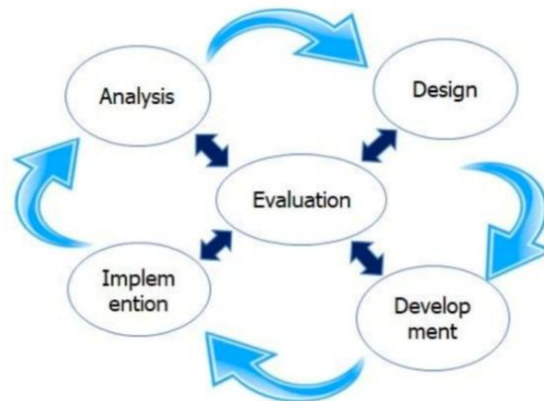 Analysis
Design
Evaluation
Implem
ention
Develop
ment